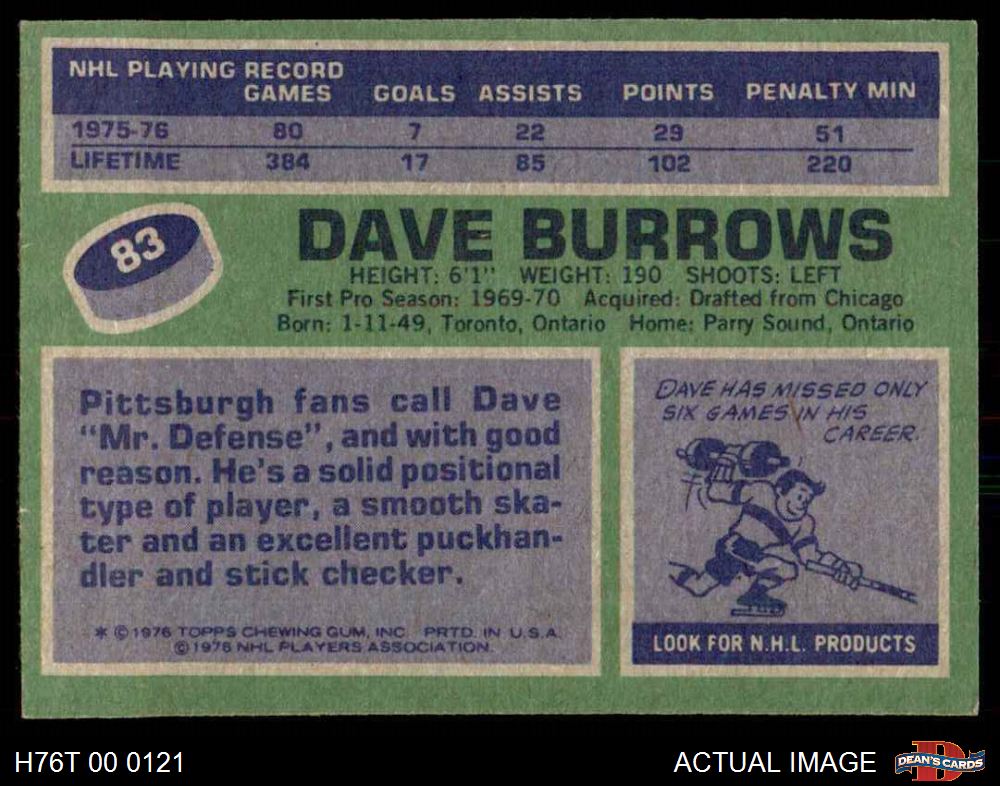 NHL PLAYING RECORD
GAMES GOALS ASSISTS POINTS PENALTY MIN
1975-76 80 7 22 29 51
LIFETIME 384 17 85 102 220
83
DAVE BURROWS
HEIGHT: 6'1" WEIGHT: 190 SHOOTS: LEFT
First Pro Season: 1969-70 Acquired: Drafted from Chicago
Born: 1-11-49, Toronto, Ontario Home: Parry Sound, Ontario
Pittsburgh fans call Dave
"Mr. Defense", and with good
reason. He's a solid positional
type of player, a smooth ska-
ter and an excellent puckhan-
dler and stick checker.
* © 1976 TOPPS CHEWING GUM, INC. PRTD. IN U.S.A.
© 1976 NHL PLAYERS ASSOCIATION.
DAVE HAS MISSED ONLY
SIX GAMES IN HIS
CAREER.
LOOK FOR N.H.L. PRODUCTS
H76T 00 0121
ACTUAL IMAGE
D
DEAN'S CARDS